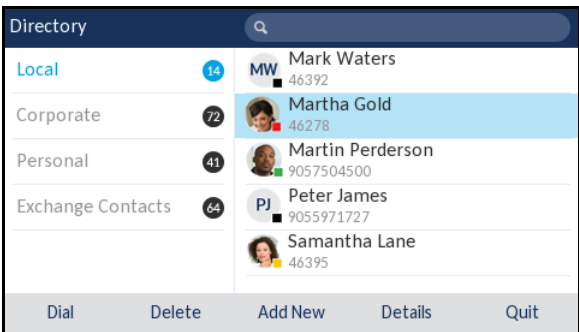 Directory
Local 14
Corporate 72
Personal 41
Exchange Contacts 64
MW Mark Waters
46392
Martha Gold
46278
Martin Perderson
9057504500
PJ Peter James
9055971727
Samantha Lane
46395
Dial Delete Add New Details Quit